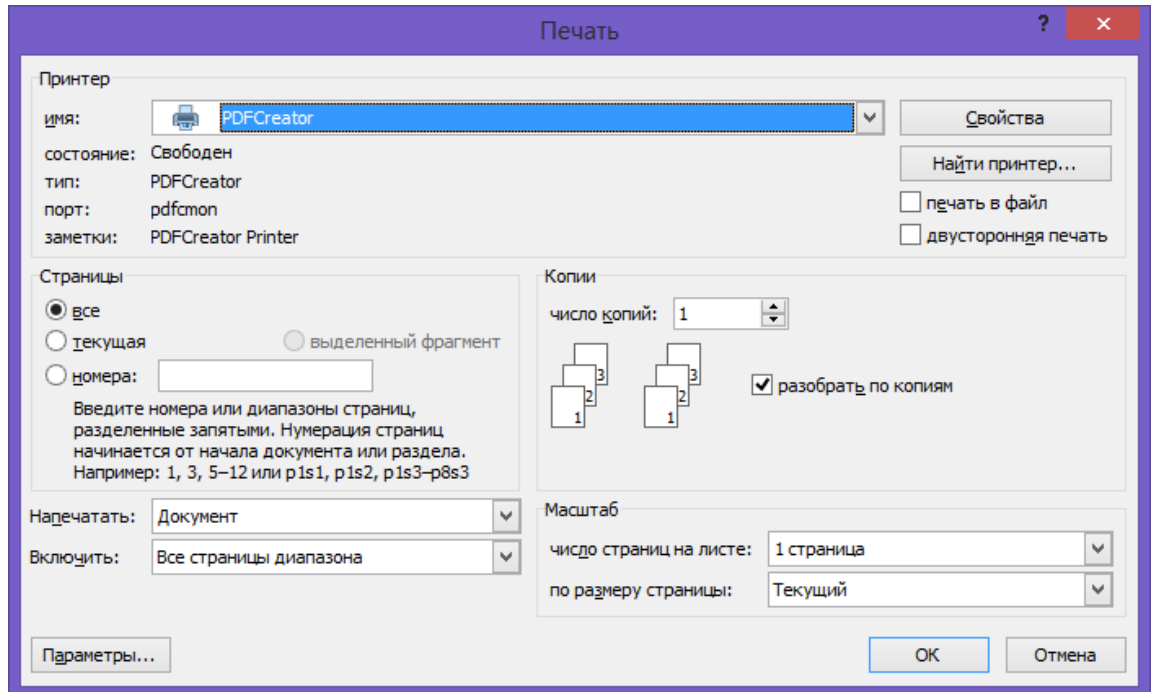 Печать
?
Принтер
имя: PDFCreator
Свойства
состояние: Свободен
Найти принтер...
тип: PDFCreator
порт: pdfcmon
печать в файл
заметки: PDFCreator Printer
двусторонняя печать
Страницы
все
текущая
выделенный фрагмент
номера:
Введите номера или диапазоны страниц,
разделенные запятыми. Нумерация страниц
начинается от начала документа или раздела.
Например: 1, 3, 5–12 или p1s1, p1s2, p1s3–p8s3
Копии
число копий: 1
3 3
2 2
1 1
разобрать по копиям
Напечатать: Документ
Включить: Все страницы диапазона
Масштаб
число страниц на листе: 1 страница
по размеру страницы: Текущий
Параметры...
ОК
Отмена